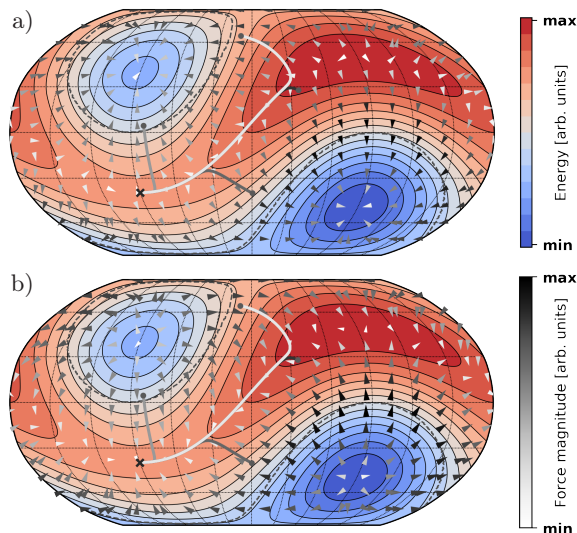 a)
max
Energy [arb. units]
min
b)
max
Force magnitude [arb. units]
min